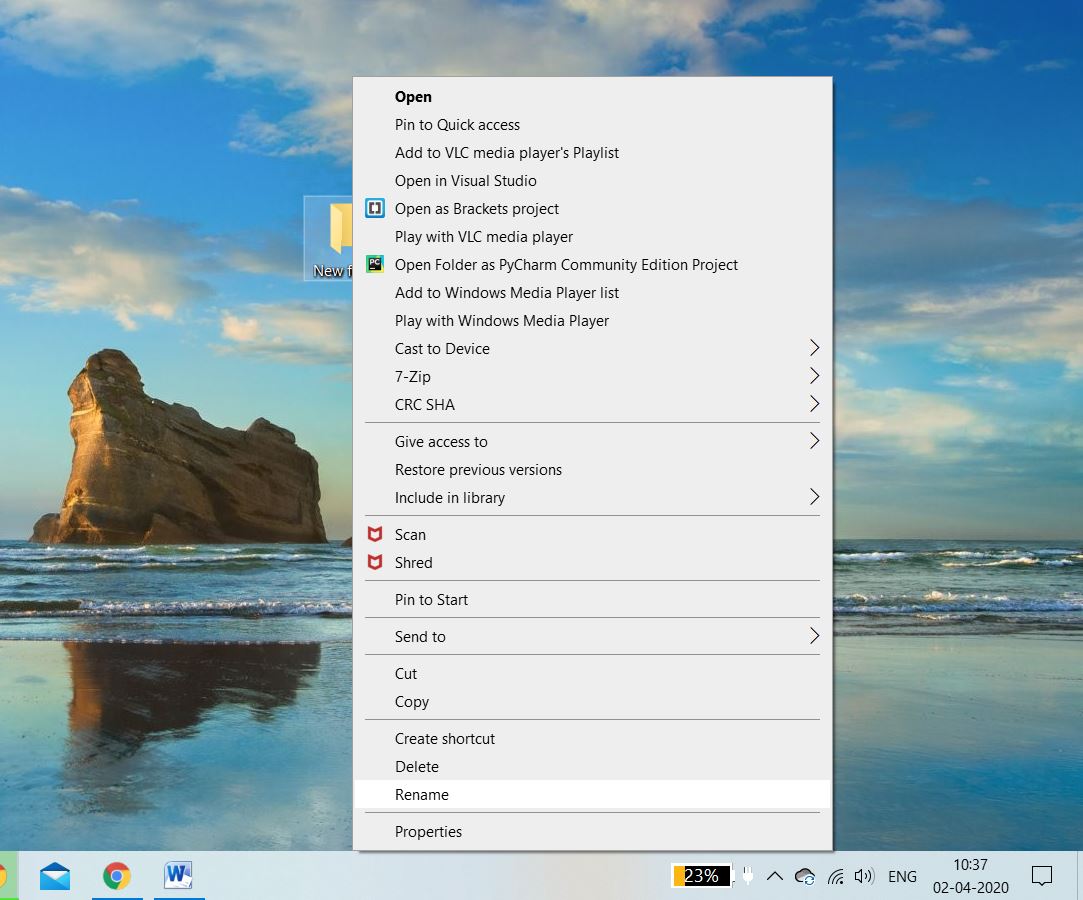 Open
Pin to Quick access
Add to VLC media player's Playlist
Open in Visual Studio
Open as Brackets project
Play with VLC media player
PC
Open Folder as PyCharm Community Edition Project
Add to Windows Media Player list
Play with Windows Media Player
Cast to Device
7-Zip
CRC SHA
Give access to
Restore previous versions
Include in library
Scan
Shred
Pin to Start
Send to
Cut
Copy
Create shortcut
Delete
Rename
Properties
New f
W
23%
ENG
10:37
02-04-2020